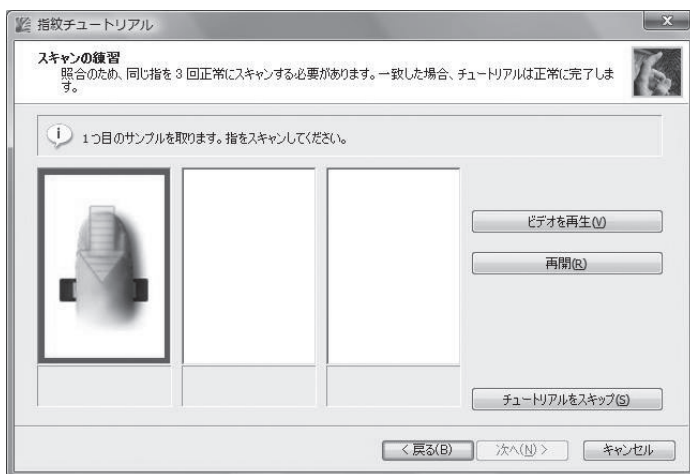 指紋チュートリアル
スキャンの練習
照合のため、同じ指を3回正常にスキャンする必要があります。一致した場合、チュートリアルは正常に完了しま
す。
1つ目のサンプルを取ります。指をスキャンしてください。
ビデオを再生(V)
再開(R)
チュートリアルをスキップ(S)
< 戻る(B)
次へ(N) >
キャンセル